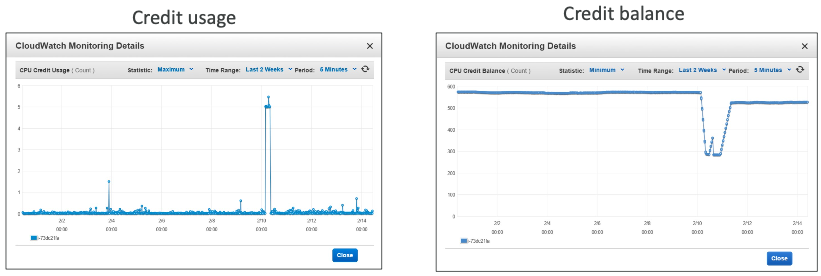 Credit usage
CloudWatch Monitoring Details
×
CPU Credit Usage ( Count ) Statistic: Maximum Time Range: Last 2 Weeks Period: 5 Minutes
6
5
4
3
2
1
0
2/2 2/4 2/6 2/8 2/10 2/12 2/14
00:00 00:00 00:00 00:00 00:00 00:00 00:00
Close
Credit balance
CloudWatch Monitoring Details
×
CPU Credit Balance ( Count ) Statistic: Minimum Time Range: Last 2 Weeks Period: 5 Minutes
600
500
400
300
200
100
0
2/2 2/4 2/6 2/8 2/10 2/12 2/14
00:00 00:00 00:00 00:00 00:00 00:00 00:00
Close